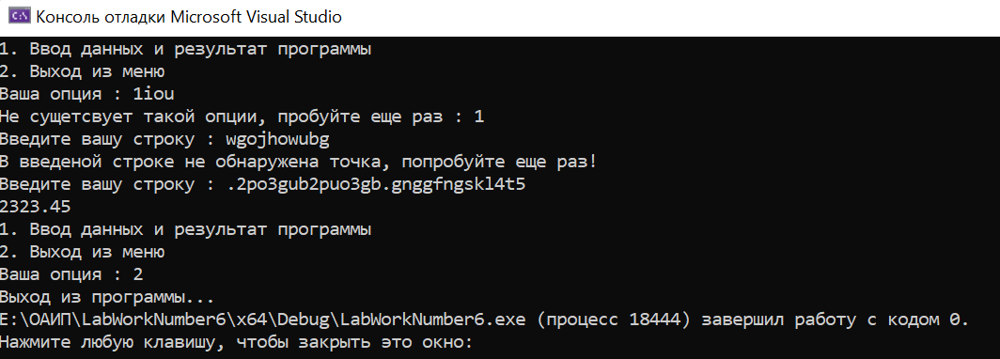 Консоль отладки Microsoft Visual Studio
1. Ввод данных и результат программы
2. Выход из меню
Ваша опция : 1iou
Не сущетсвует такой опции, пробуйте еще раз : 1
Введите вашу строку : wgojhowubg
В введеной строке не обнаружена точка, попробуйте еще раз!
Введите вашу строку : .2po3gub2puo3gb.gnggfngskl4t5
2323.45
1. Ввод данных и результат программы
2. Выход из меню
Ваша опция : 2
Выход из программы...
E:\ОАИП\LabWorkNumber6\x64\Debug\LabWorkNumber6.exe (процесс 18444) завершил работу с кодом 0.
Нажмите любую клавишу, чтобы закрыть это окно: